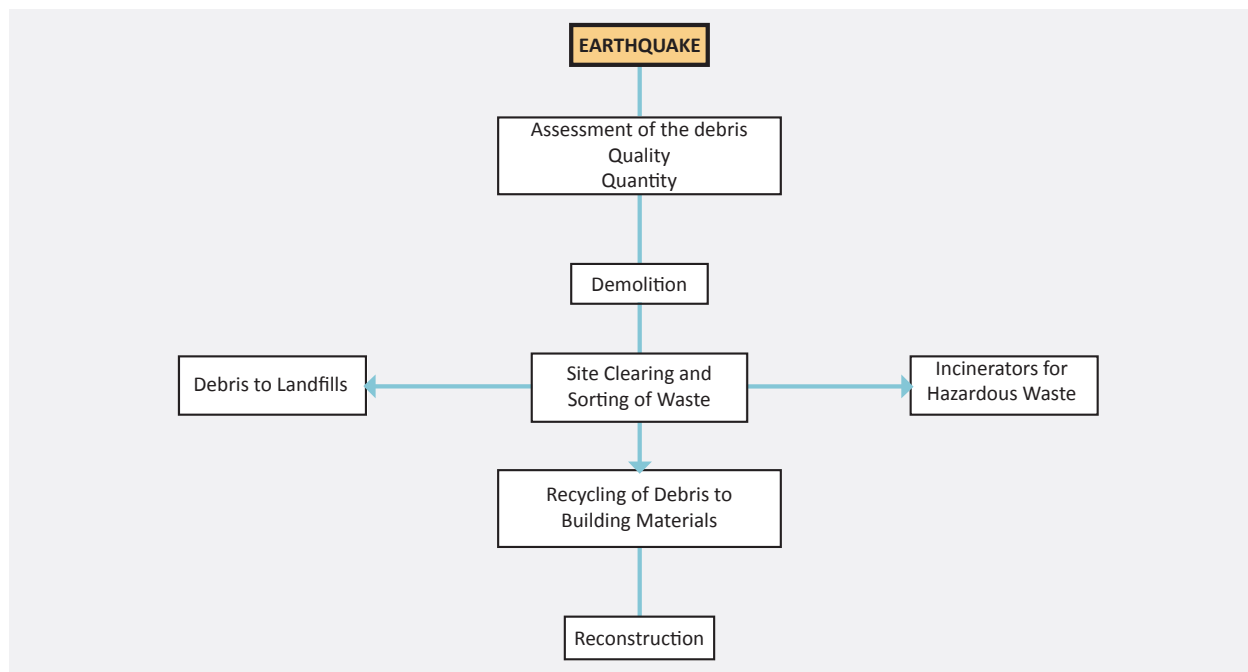 EARTHQUAKE
Assessment of the debris
Quality
Quantity
Demolition
Debris to Landfills
Site Clearing and
Sorting of Waste
Incinerators for
Hazardous Waste
Recycling of Debris to
Building Materials
Reconstruction